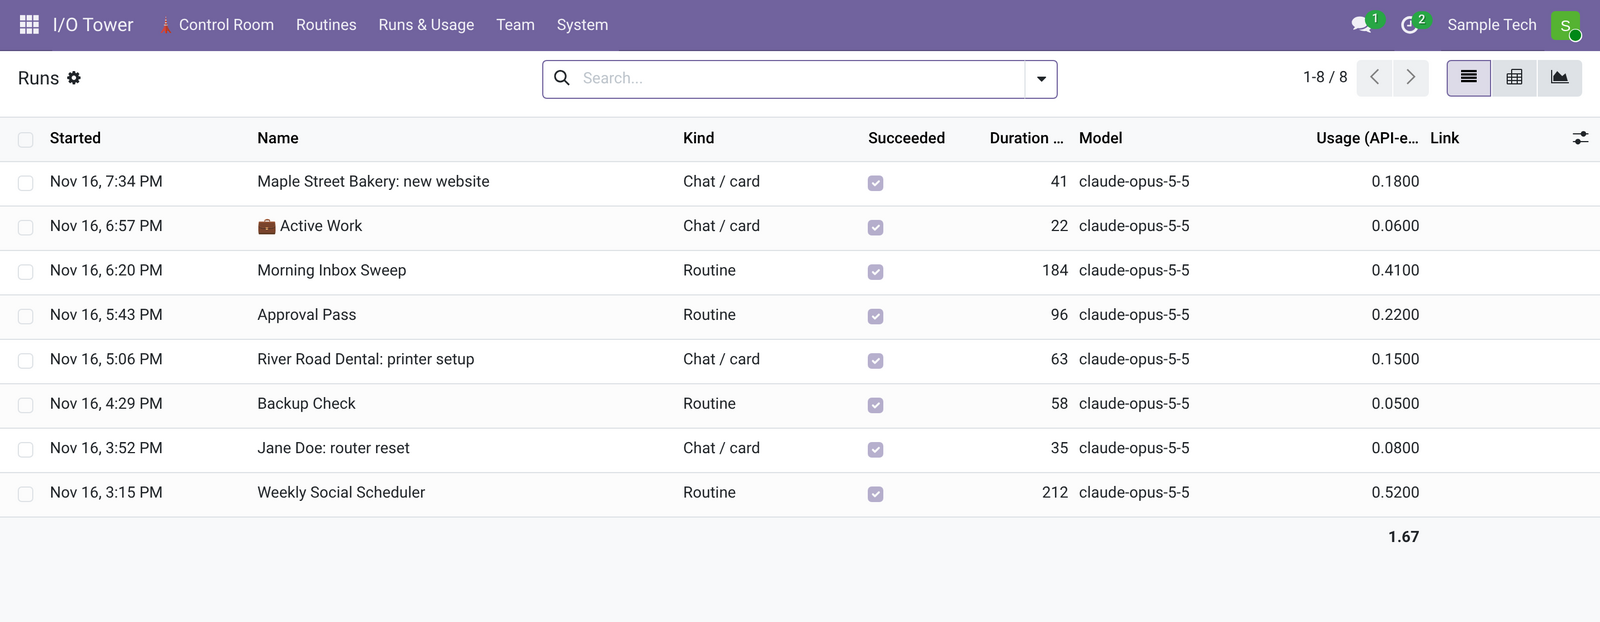 I/O Tower Control Room Routines Runs & Usage Team System 1 2 Sample Tech S
Runs Search... 1-8 / 8
Started Name Kind Succeeded Duration ... Model Usage (API-e... Link
Nov 16, 7:34 PM Maple Street Bakery: new website Chat / card 41 claude-opus-5-5 0.1800
Nov 16, 6:57 PM 💼 Active Work Chat / card 22 claude-opus-5-5 0.0600
Nov 16, 6:20 PM Morning Inbox Sweep Routine 184 claude-opus-5-5 0.4100
Nov 16, 5:43 PM Approval Pass Routine 96 claude-opus-5-5 0.2200
Nov 16, 5:06 PM River Road Dental: printer setup Chat / card 63 claude-opus-5-5 0.1500
Nov 16, 4:29 PM Backup Check Routine 58 claude-opus-5-5 0.0500
Nov 16, 3:52 PM Jane Doe: router reset Chat / card 35 claude-opus-5-5 0.0800
Nov 16, 3:15 PM Weekly Social Scheduler Routine 212 claude-opus-5-5 0.5200
1.67